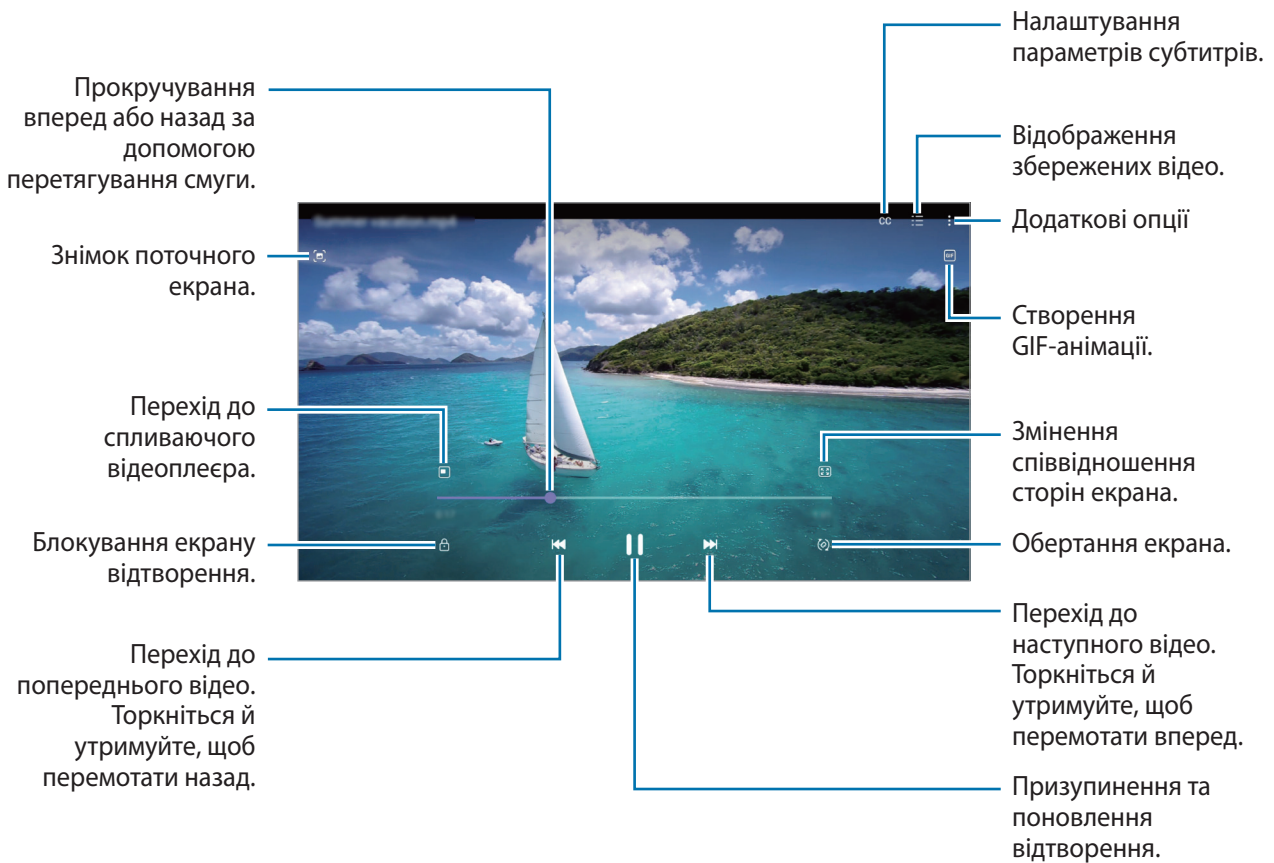 Налаштування
параметрів субтитрів.
Прокручування
вперед або назад за
допомогою
перетягування смуги.
Відображення
збережених відео.
Додаткові опції
Знімок поточного
екрана.
CC
GIF
Створення
GIF-анімації.
Перехід до
спливаючого
відеоплеєра.
Змінення
співвідношення
сторін екрана.
Блокування екрану
відтворення.
Обертання екрана.
Перехід до
попереднього відео.
Торкніться й
утримуйте, щоб
перемотати назад.
Перехід до
наступного відео.
Торкніться й
утримуйте, щоб
перемотати вперед.
Призупинення та
поновлення
відтворення.